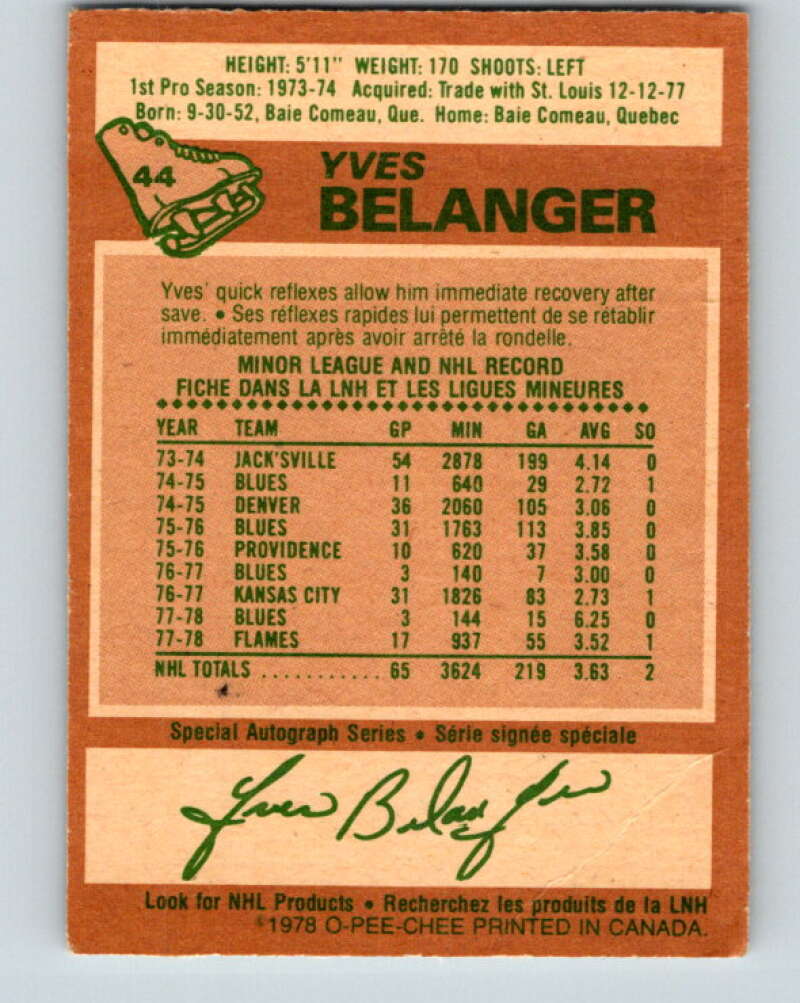 HEIGHT: 5'11" WEIGHT: 170 SHOOTS: LEFT
1st Pro Season: 1973-74 Acquired: Trade with St. Louis 12-12-77
Born: 9-30-52, Baie Comeau, Que. Home: Baie Comeau, Quebec
44
YVES
BELANGER
Yves' quick reflexes allow him immediate recovery after
save. • Ses réflexes rapides lui permettent de se rétablir
immédiatement après avoir arrêté la rondelle.
MINOR LEAGUE AND NHL RECORD
FICHE DANS LA LNH ET LES LIGUES MINEURES
YEAR TEAM GP MIN GA AVG SO
73-74 JACK'SVILLE 54 2878 199 4.14 0
74-75 BLUES 11 640 29 2.72 1
74-75 DENVER 36 2060 105 3.06 0
75-76 BLUES 31 1763 113 3.85 0
75-76 PROVIDENCE 10 620 37 3.58 0
76-77 BLUES 3 140 7 3.00 0
76-77 KANSAS CITY 31 1826 83 2.73 1
77-78 BLUES 3 144 15 6.25 0
77-78 FLAMES 17 937 55 3.52 1
NHL TOTALS ........... 65 3624 219 3.63 2
Special Autograph Series • Série signée spéciale
Yves Belanger
Look for NHL Products • Recherchez les produits de la LNH
©1978 O-PEE-CHEE PRINTED IN CANADA.